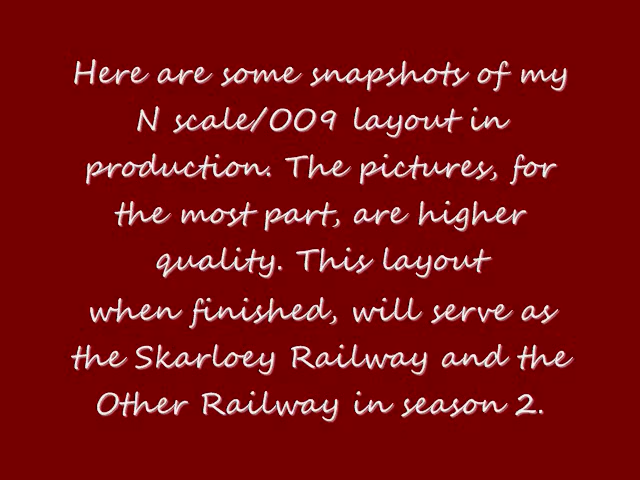 Here are some snapshots of my
N scale/009 layout in
production. The pictures, for
the most part, are higher
quality. This layout
when finished, will serve as
the Skarloey Railway and the
Other Railway in season 2.